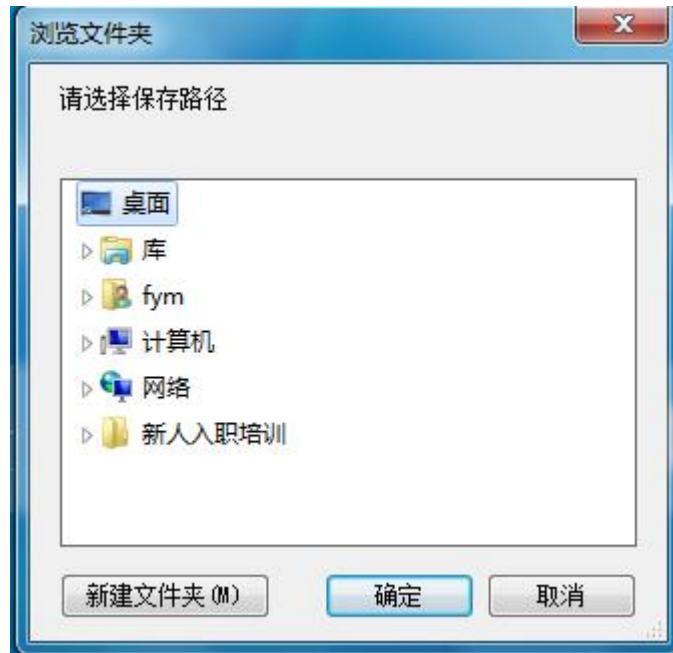 浏览文件夹
请选择保存路径
桌面
库
fym
计算机
网络
新人入职培训
新建文件夹(M)
确定
取消